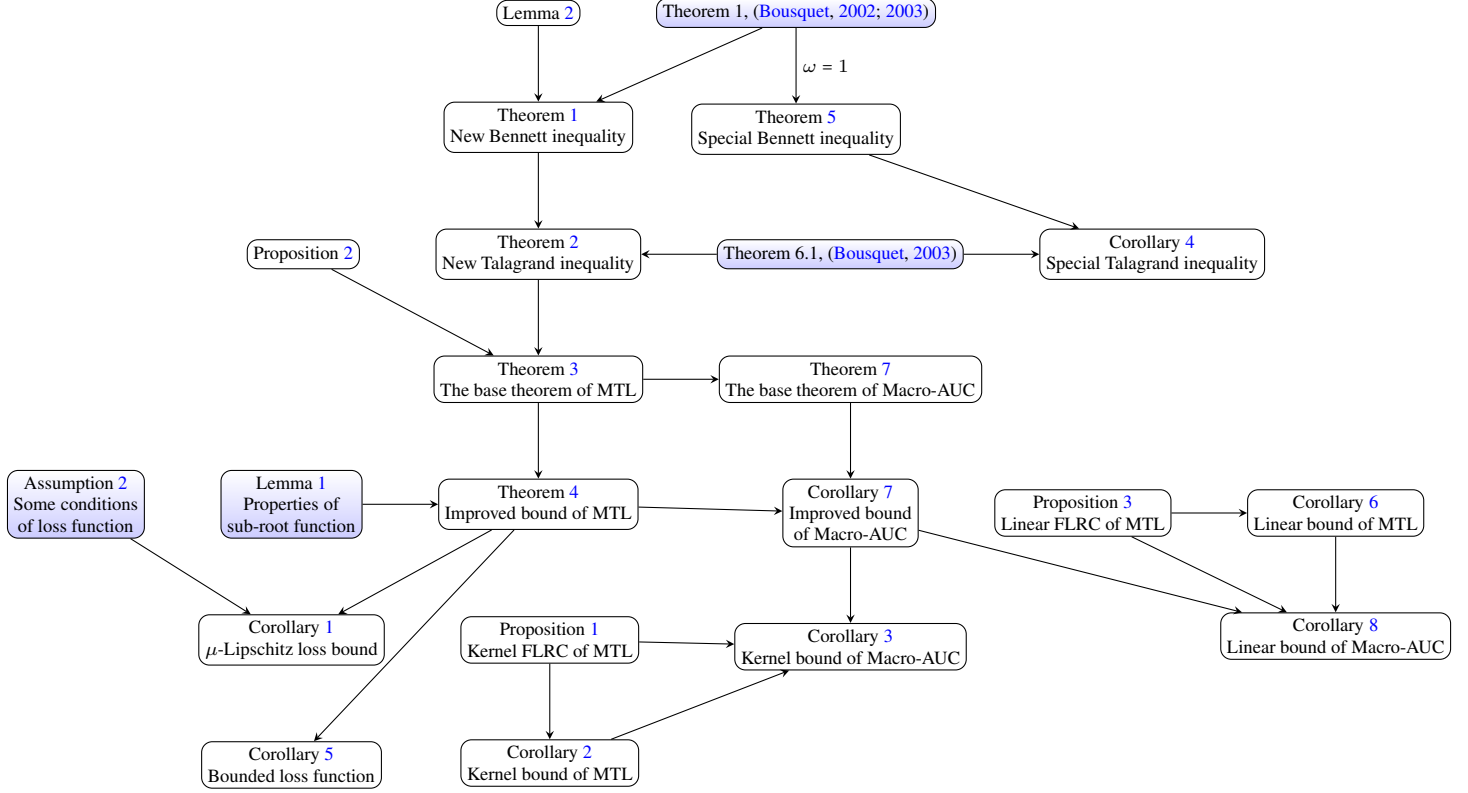 Lemma 2
Theorem 1, (Bousquet, 2002; 2003)
ω = 1
Theorem 1
New Bennett inequality
Theorem 5
Special Bennett inequality
Proposition 2
Theorem 2
New Talagrand inequality
Theorem 6.1, (Bousquet, 2003)
Corollary 4
Special Talagrand inequality
Theorem 3
The base theorem of MTL
Theorem 7
The base theorem of Macro-AUC
Assumption 2
Some conditions
of loss function
Lemma 1
Properties of
sub-root function
Theorem 4
Improved bound of MTL
Corollary 7
Improved bound
of Macro-AUC
Proposition 3
Linear FLRC of MTL
Corollary 6
Linear bound of MTL
Corollary 1
μ-Lipschitz loss bound
Proposition 1
Kernel FLRC of MTL
Corollary 3
Kernel bound of Macro-AUC
Corollary 8
Linear bound of Macro-AUC
Corollary 5
Bounded loss function
Corollary 2
Kernel bound of MTL